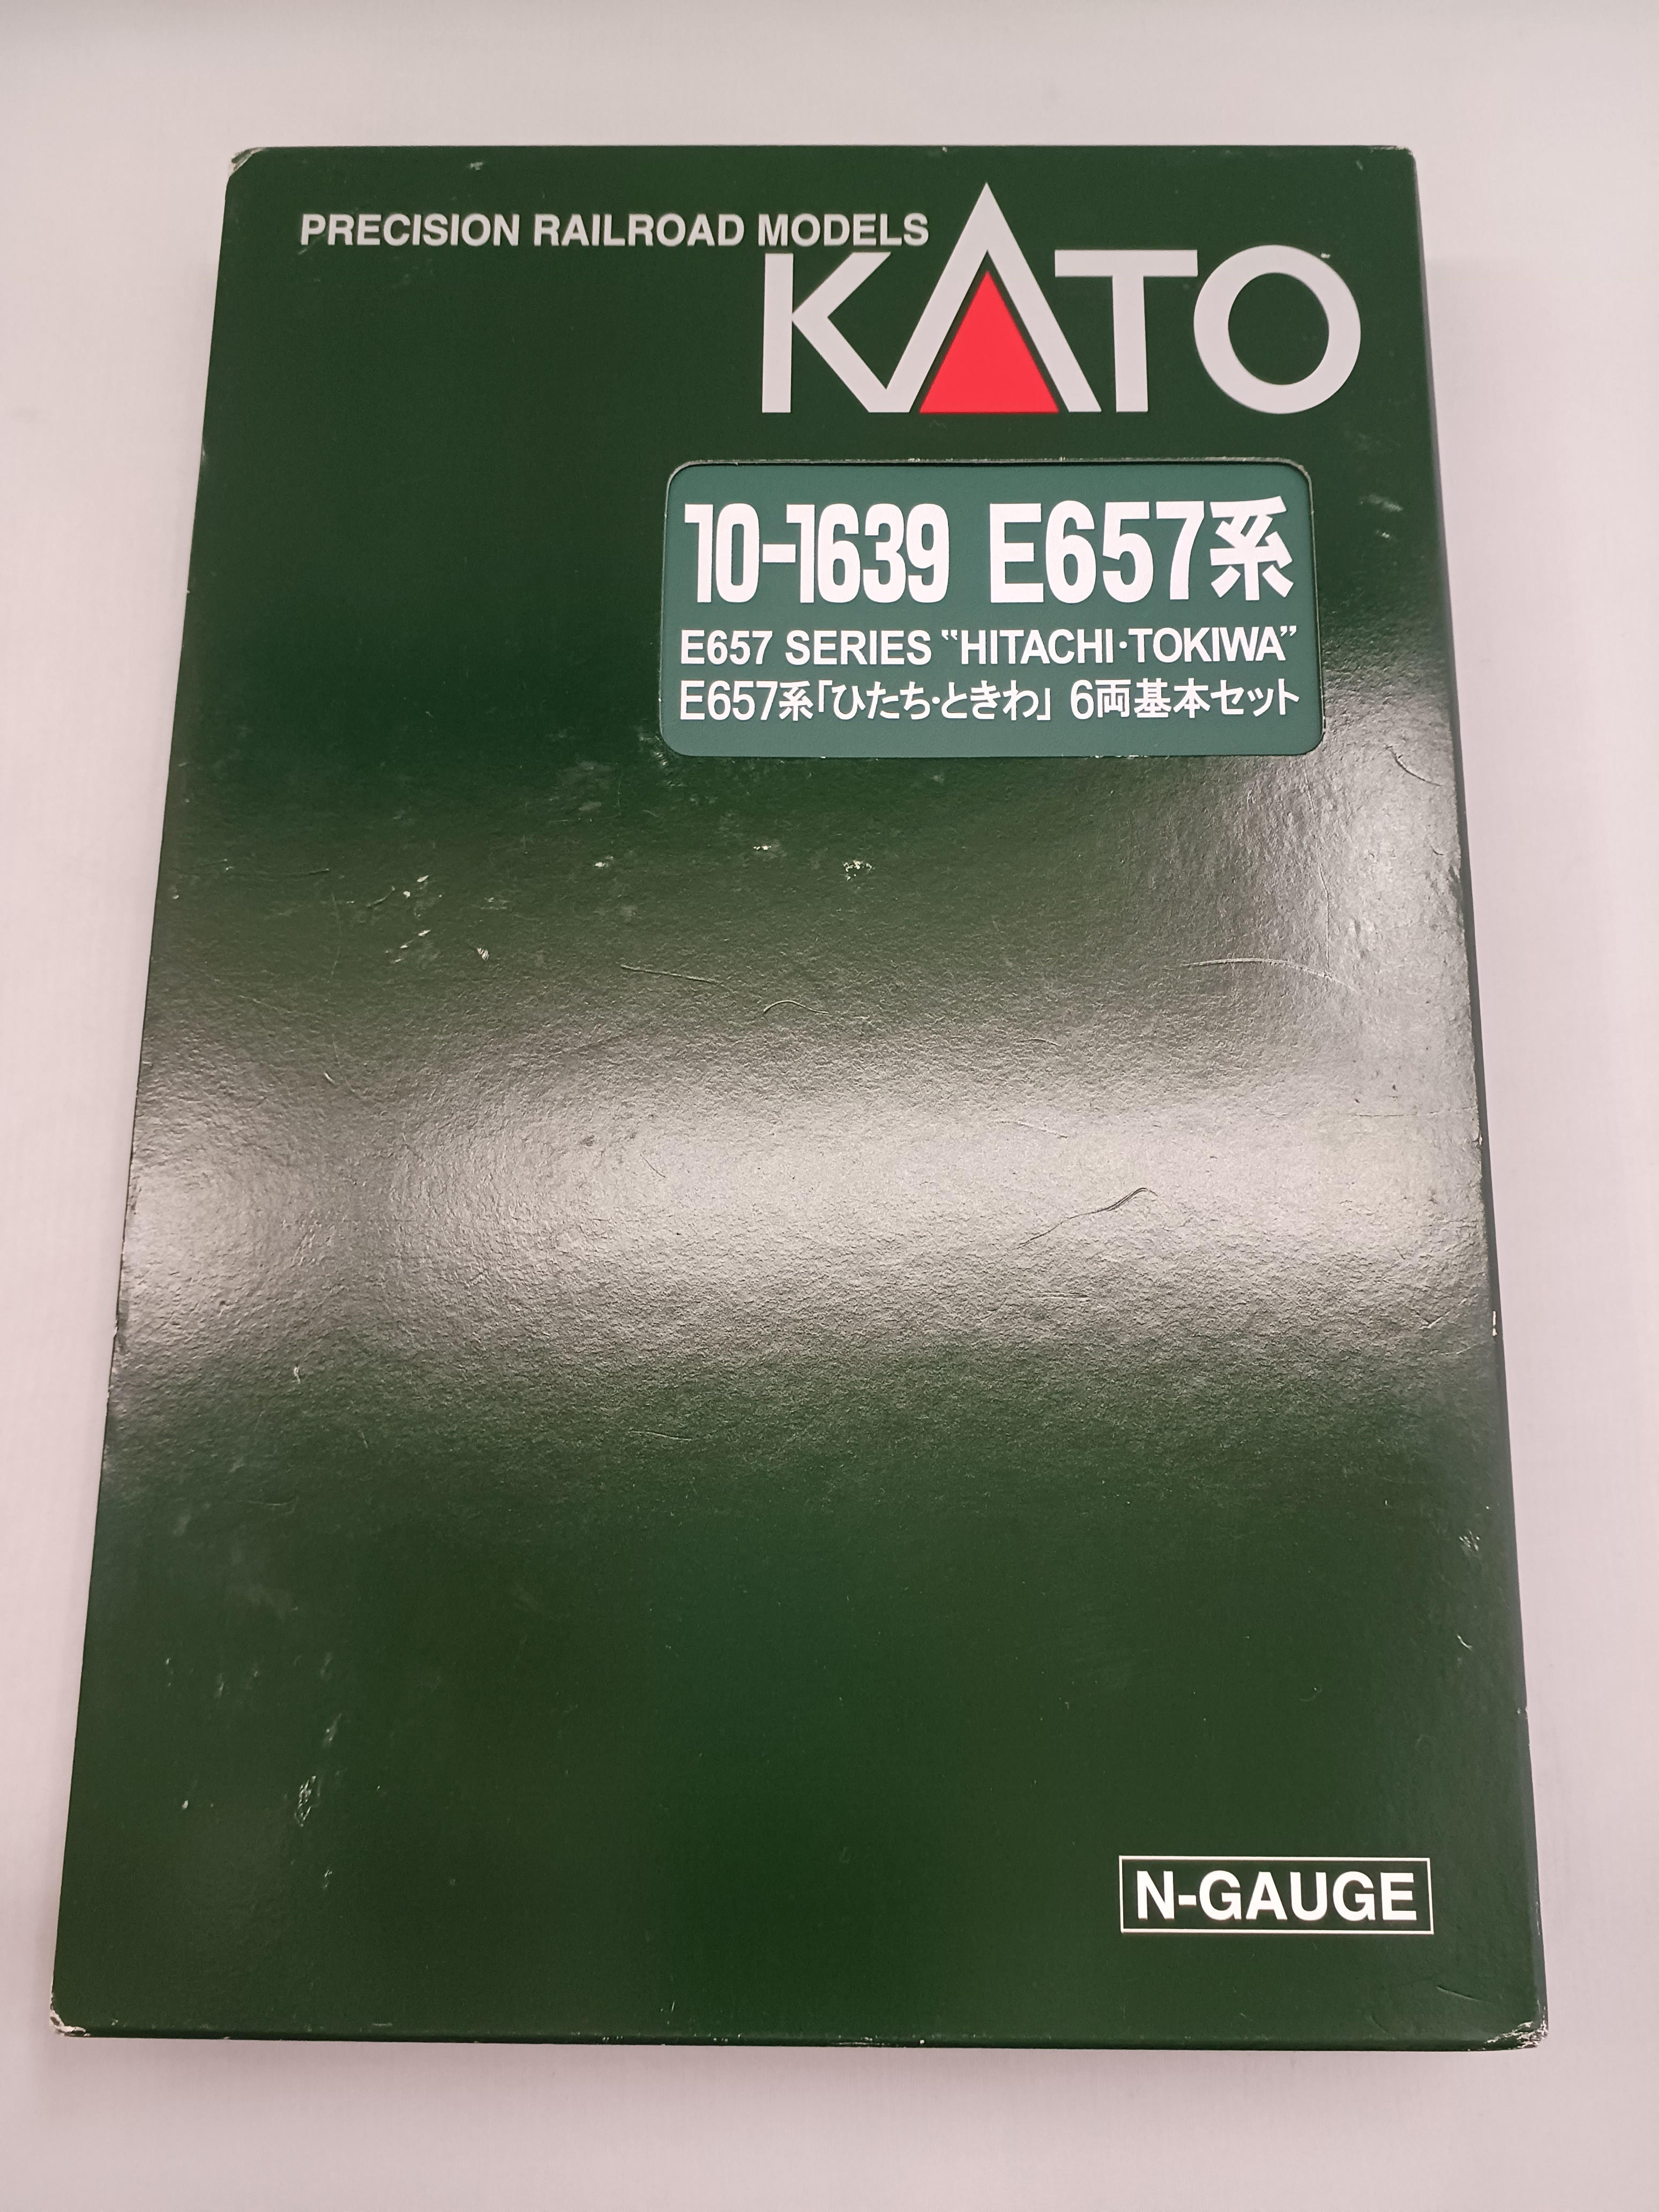 PRECISION RAILROAD MODELS
KATO
10-1639 E657系
E657 SERIES “HITACHI·TOKIWA”
E657系「ひたち・ときわ」 6両基本セット
N-GAUGE